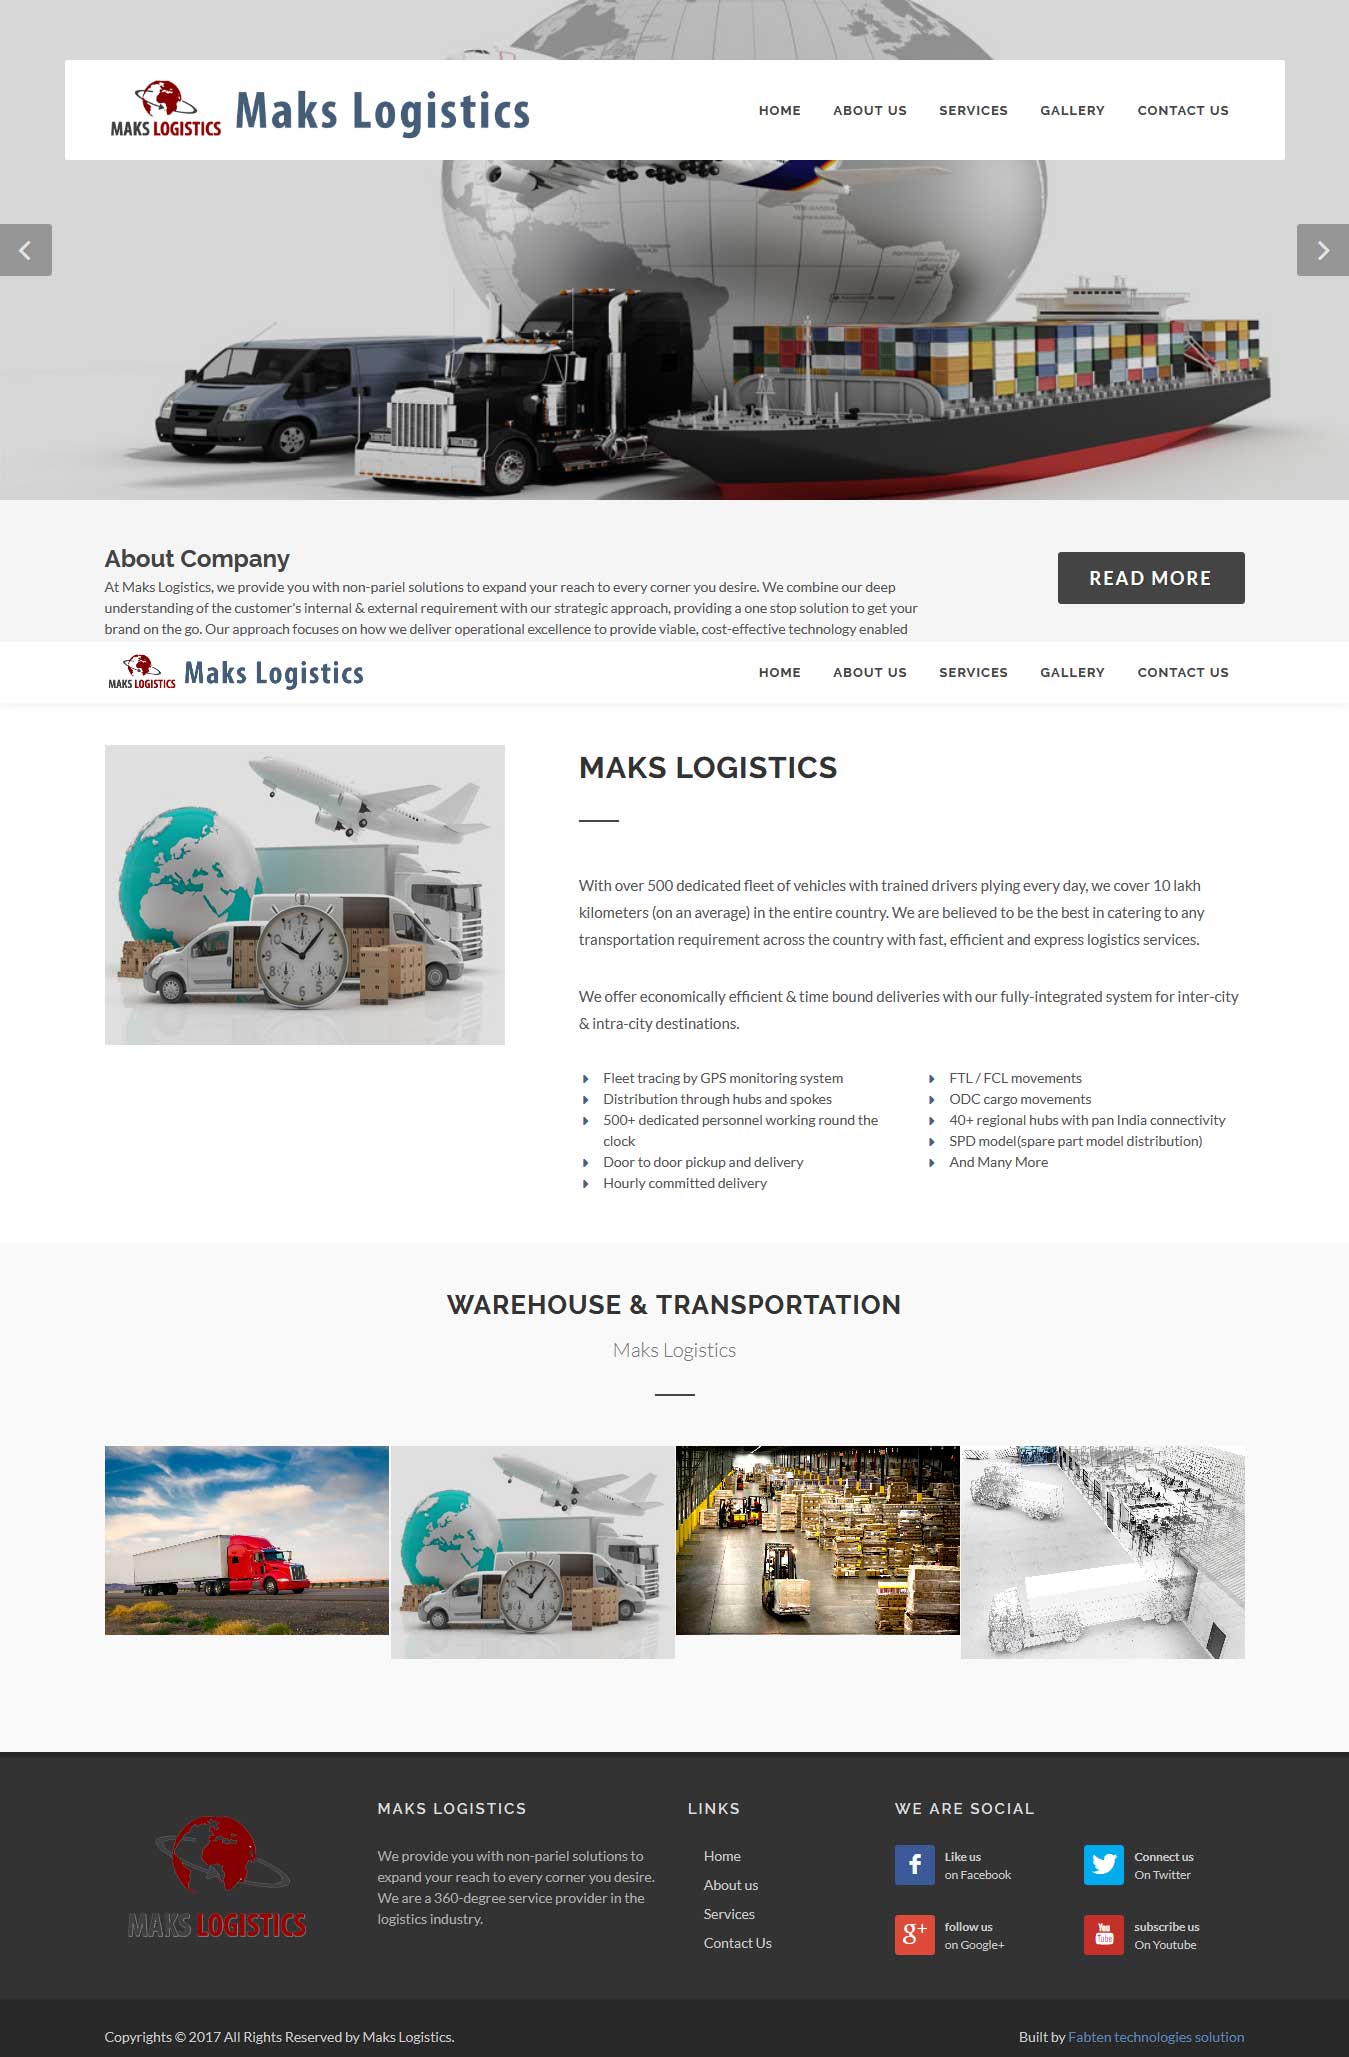 MAKS LOGISTICS Maks Logistics
HOME ABOUT US SERVICES GALLERY CONTACT US
About Company
READ MORE
At Maks Logistics, we provide you with non-pariel solutions to expand your reach to every corner you desire. We combine our deep
understanding of the customer's internal & external requirement with our strategic approach, providing a one stop solution to get your
brand on the go. Our approach focuses on how we deliver operational excellence to provide viable, cost-effective technology enabled
MAKS LOGISTICS Maks Logistics
HOME ABOUT US SERVICES GALLERY CONTACT US
MAKS LOGISTICS
With over 500 dedicated fleet of vehicles with trained drivers plying every day, we cover 10 lakh
kilometers (on an average) in the entire country. We are believed to be the best in catering to any
transportation requirement across the country with fast, efficient and express logistics services.
We offer economically efficient & time bound deliveries with our fully-integrated system for inter-city
& intra-city destinations.
Fleet tracing by GPS monitoring system
Distribution through hubs and spokes
500+ dedicated personnel working round the
clock
Door to door pickup and delivery
Hourly committed delivery
FTL / FCL movements
ODC cargo movements
40+ regional hubs with pan India connectivity
SPD model(spare part model distribution)
And Many More
12
1
2
3
4
5
6
7
8
9
10
11
WAREHOUSE & TRANSPORTATION
Maks Logistics
MAKS LOGISTICS
MAKS LOGISTICS
We provide you with non-pariel solutions to
expand your reach to every corner you desire.
We are a 360-degree service provider in the
logistics industry.
LINKS
Home
About us
Services
Contact Us
WE ARE SOCIAL
Like us
on Facebook
Connect us
On Twitter
g+
follow us
on Google+
You
Tube
subscribe us
On Youtube
Copyrights © 2017 All Rights Reserved by Maks Logistics.
Built by Fabten technologies solution